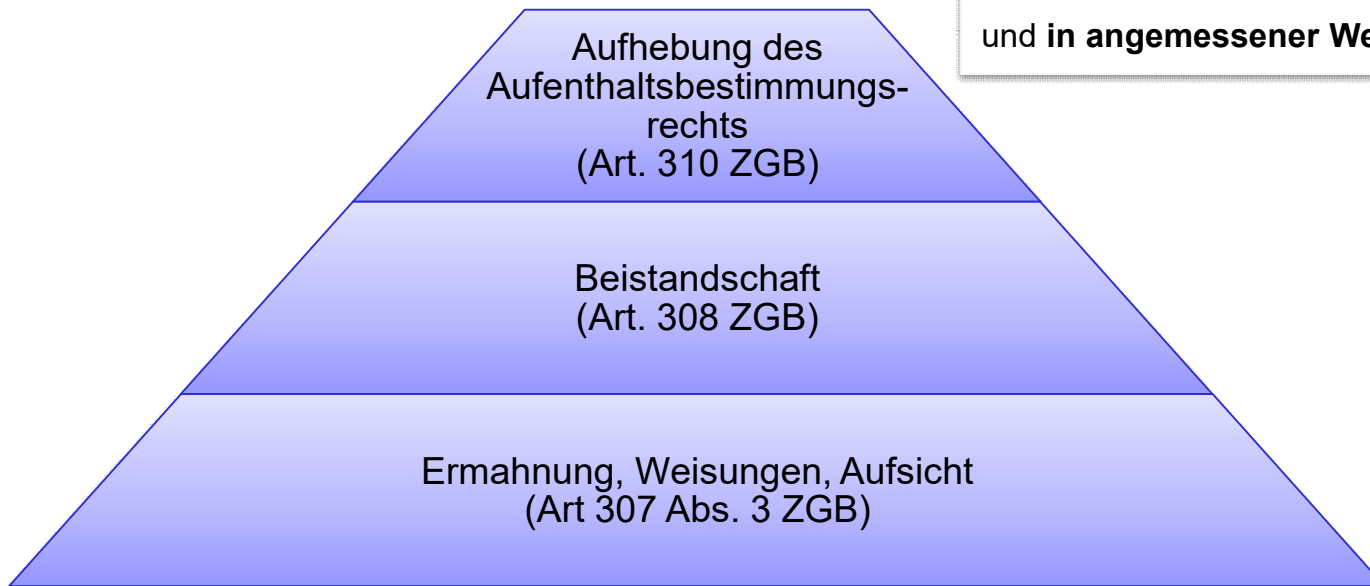 und in angemessener
Aufhebung des
Aufenthaltsbestimmungs-
rechts
(Art. 310 ZGB)
Beistandschaft
(Art. 308 ZGB)
Ermahnung, Weisungen, Aufsicht
(Art 307 Abs. 3 ZGB)